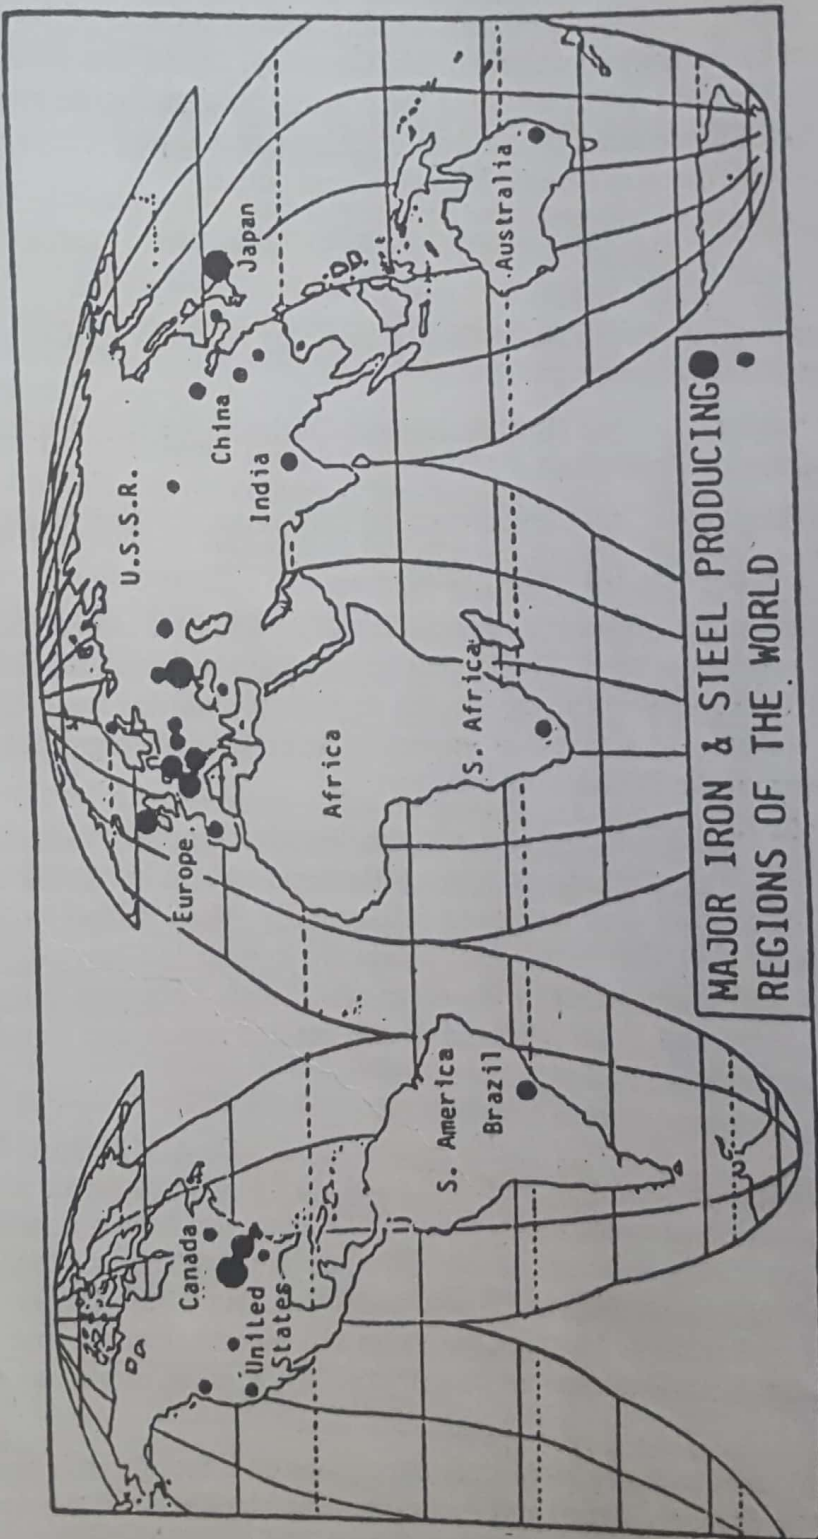 Canada
United
States
S. America
Brazil
Europe
Africa
S. Africa
U.S.S.R.
China
India
Japan
Australia
MAJOR IRON & STEEL PRODUCING
REGIONS OF THE WORLD